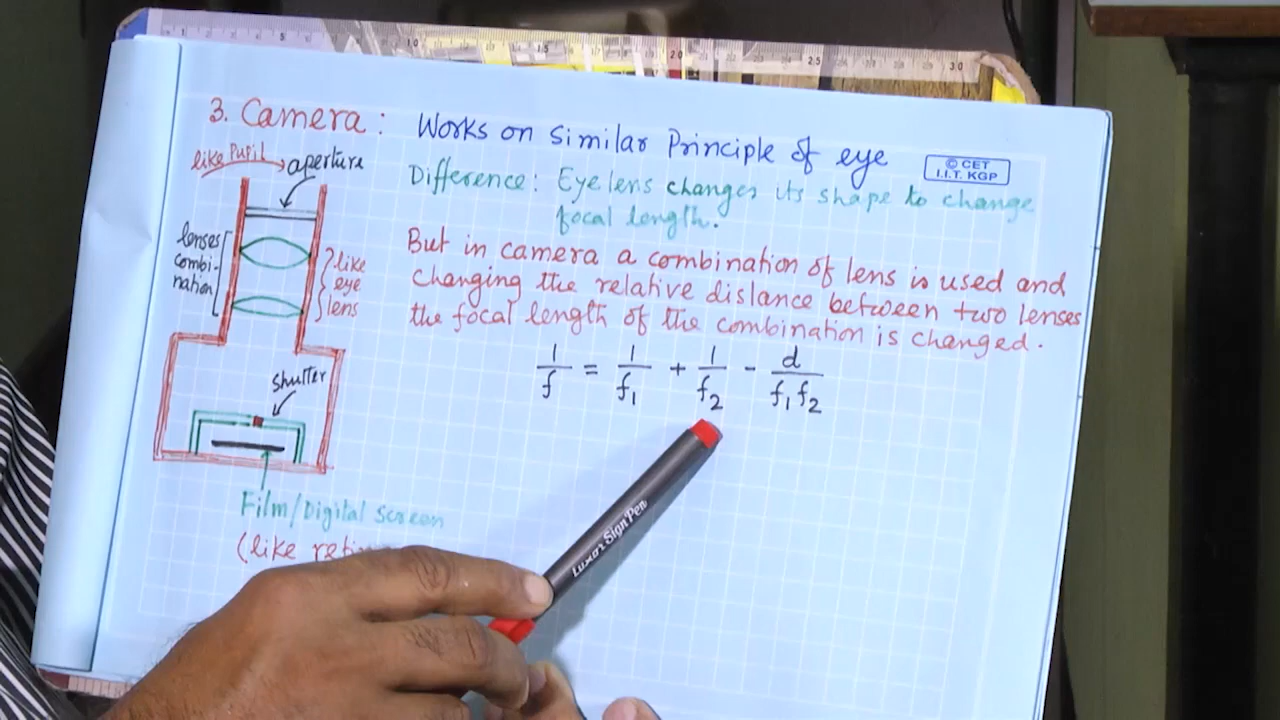 3. Camera: Works on similar Principle of eye
© CET
I.I.T. KGP
like Pupil → aperture
Difference: Eye lens changes its shape to change
focal length.
But in camera a combination of lens is used and
changing the relative distance between two lenses
the focal length of the combination is changed.
lenses
combi-
nation
like
eye
lens
1/f = 1/f₁ + 1/f₂ - d/f₁f₂
shutter
Film/Digital screen
(like
Luxor Sign Pen